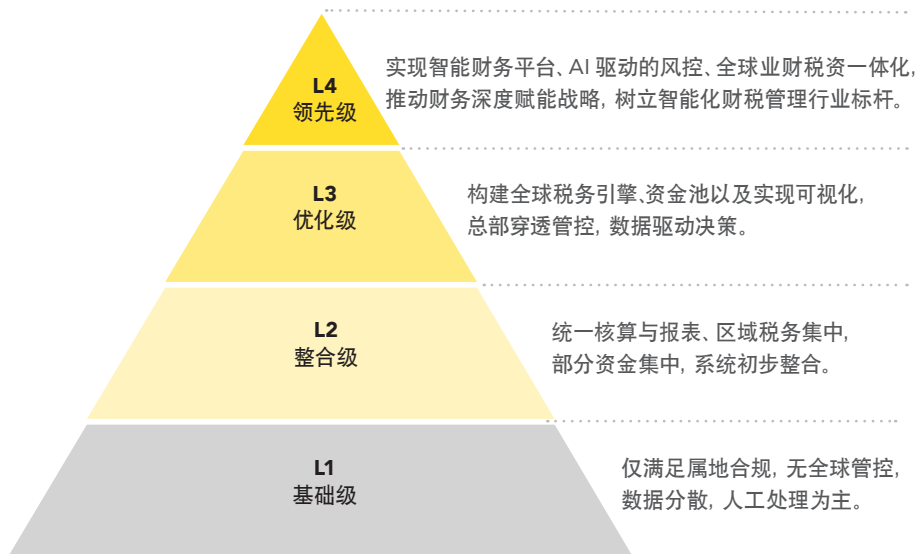 L4
领先级
实现智能财务平台、AI 驱动的风控、全球业财税资一体化,
推动财务深度赋能战略, 树立智能化财税管理行业标杆。
L3
优化级
构建全球税务引擎、资金池以及实现可视化,
总部穿透管控, 数据驱动决策。
L2
整合级
统一核算与报表、区域税务集中,
部分资金集中, 系统初步整合。
L1
基础级
仅满足属地合规, 无全球管控,
数据分散, 人工处理为主。